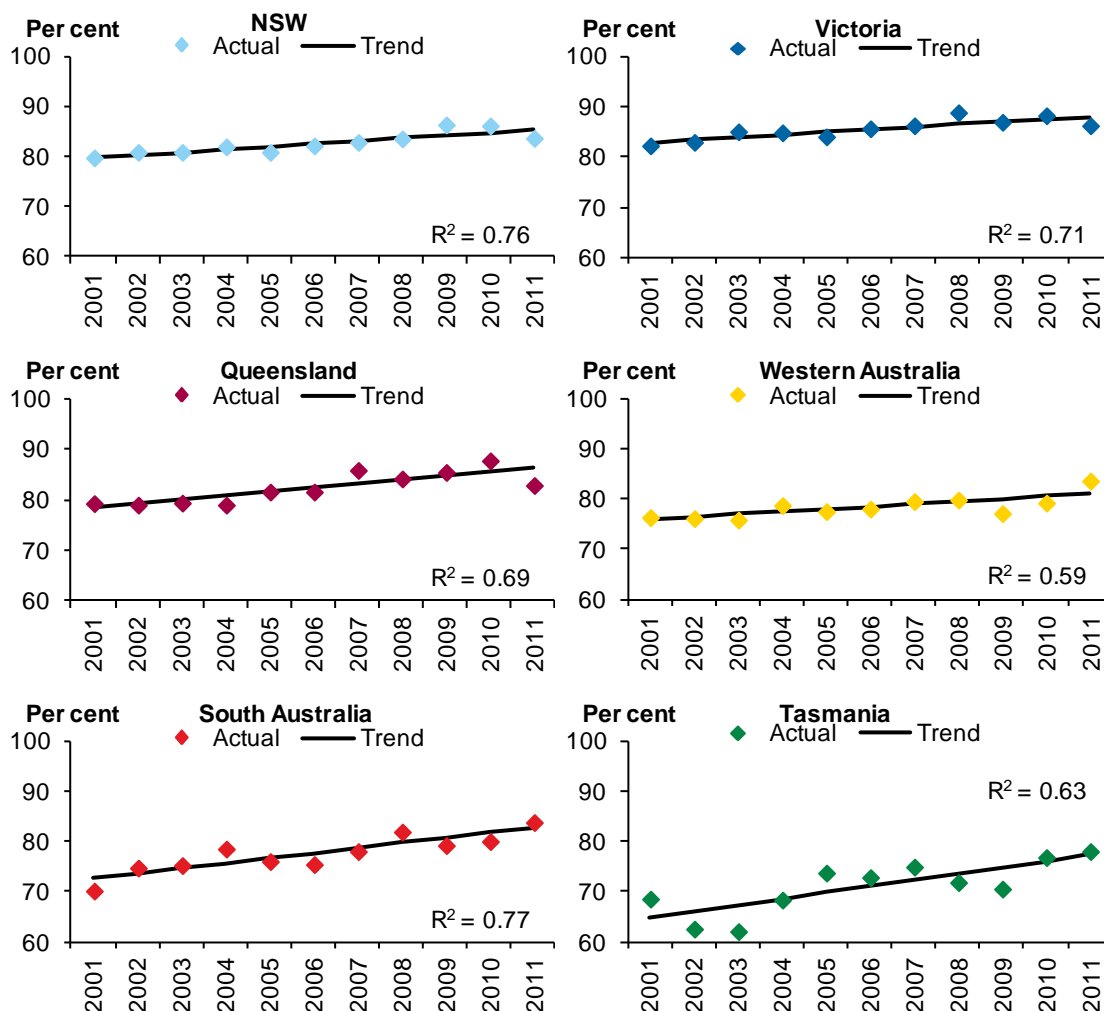 NSW
Per cent
Actual Trend
100
90
80
70
60
R² = 0.76
2001 2002 2003 2004 2005 2006 2007 2008 2009 2010 2011
Victoria
Per cent
Actual Trend
100
90
80
70
60
R² = 0.71
2001 2002 2003 2004 2005 2006 2007 2008 2009 2010 2011
Queensland
Per cent
Actual Trend
100
90
80
70
60
R² = 0.69
2001 2002 2003 2004 2005 2006 2007 2008 2009 2010 2011
Western Australia
Per cent
Actual Trend
100
90
80
70
60
R² = 0.59
2001 2002 2003 2004 2005 2006 2007 2008 2009 2010 2011
South Australia
Per cent
Actual Trend
100
90
80
70
60
R² = 0.77
2001 2002 2003 2004 2005 2006 2007 2008 2009 2010 2011
Tasmania
Per cent
Actual Trend
100
90
80
70
60
R² = 0.63
2001 2002 2003 2004 2005 2006 2007 2008 2009 2010 2011